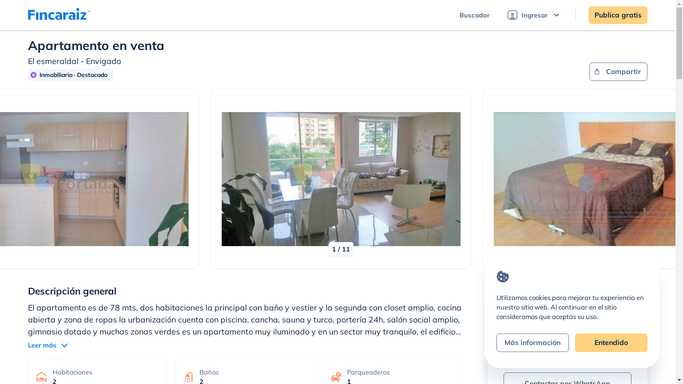 Fincaraiz
Buscador
Ingresar
Publica gratis
Apartamento en venta
El esmeraldal - Envigado
Inmobiliaria - Destacado
Compartir
1 / 11
Descripción general
El apartamento es de 78 mts, dos habitaciones la principal con baño y vestier y la segunda con closet amplio, cocina
abierta y zona de ropas la urbanización cuenta con piscina, cancha, sauna y turco, portería 24h, salón social amplio,
gimnasio dotado y muchas zonas verdes es un apartamento muy iluminado y en un sector muy tranquilo, el edificio...
Leer más
Utilizamos cookies para mejorar tu experiencia en
nuestro sitio web. Al continuar en el sitio
consideramos que aceptas su uso.
Más información
Entendido
Habitaciones
2
Baños
2
Parqueaderos
1
Contactar por WhatsApp